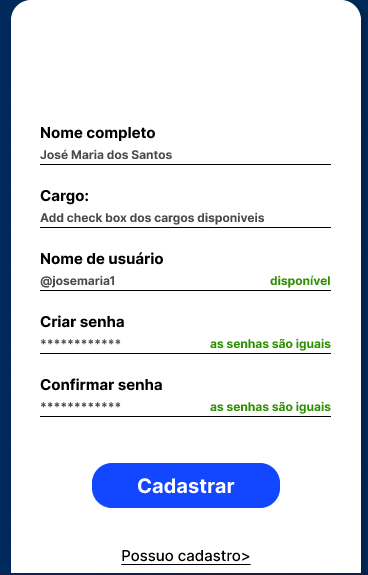 Nome completo
José Maria dos Santos
Cargo:
Add check box dos cargos disponiveis
Nome de usuário
@josemaria1 disponível
Criar senha
************ as senhas são iguais
Confirmar senha
************ as senhas são iguais
Cadastrar
Possuo cadastro>